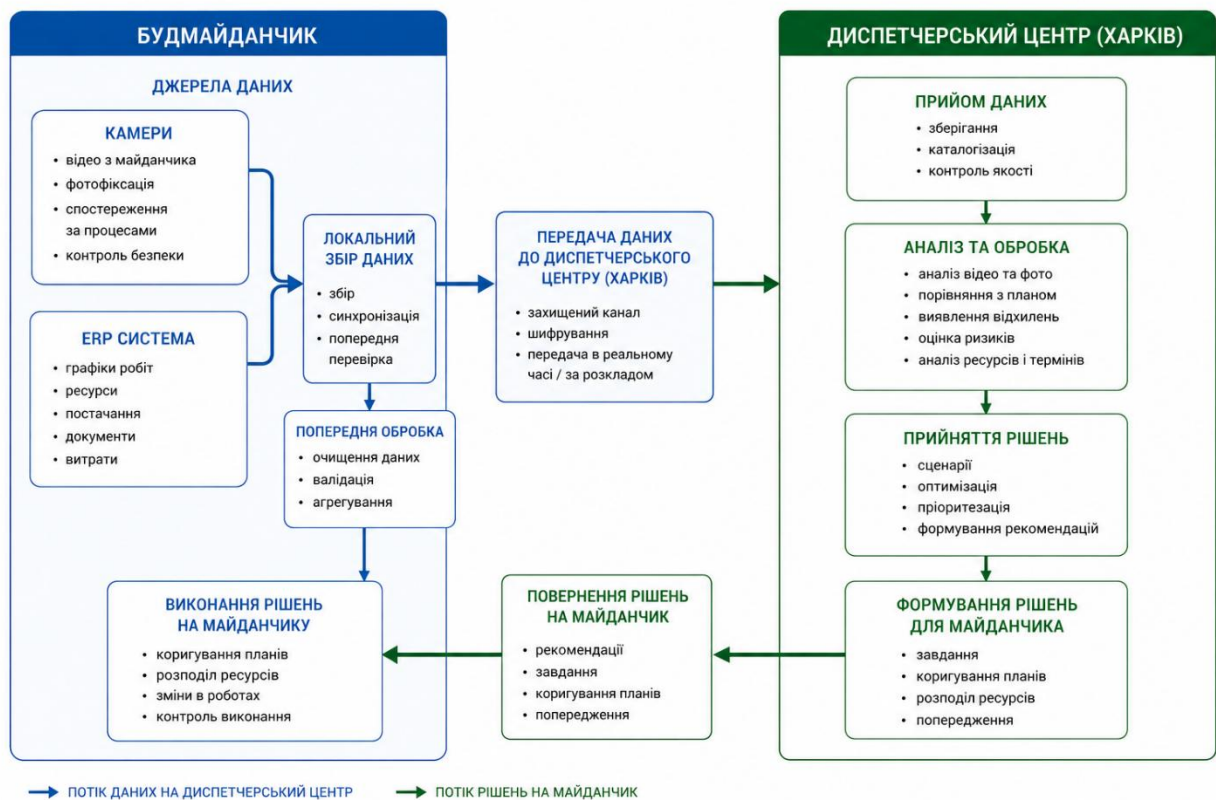 БУДМАЙДАНЧИК
ДЖЕРЕЛА ДАНИХ
КАМЕРИ
• відео з майданчика
• фотофіксація
• спостереження
за процесами
• контроль безпеки
ERP СИСТЕМА
• графіки робіт
• ресурси
• постачання
• документи
• витрати
ЛОКАЛЬНИЙ
ЗБІР ДАНИХ
• збір
• синхронізація
• попередня
перевірка
ПОПЕРЕДНЯ ОБРОБКА
• очищення даних
• валідація
• агрегування
ВИКОНАННЯ РІШЕНЬ
НА МАЙДАНЧИКУ
• коригування планів
• розподіл ресурсів
• зміни в роботах
• контроль виконання
ПЕРЕДАЧА ДАНИХ
ДО ДИСПЕТЧЕРСЬКОГО
ЦЕНТРУ (ХАРКІВ)
• захищений канал
• шифрування
• передача в реальному
часі / за розкладом
ДИСПЕТЧЕРСЬКИЙ ЦЕНТР (ХАРКІВ)
ПРИЙОМ ДАНИХ
• зберігання
• каталогізація
• контроль якості
АНАЛІЗ ТА ОБРОБКА
• аналіз відео та фото
• порівняння з планом
• виявлення відхилень
• оцінка ризиків
• аналіз ресурсів і термінів
ПРИЙНЯТТЯ РІШЕНЬ
• сценарії
• оптимізація
• пріоритезація
• формування рекомендацій
ФОРМУВАННЯ РІШЕНЬ
ДЛЯ МАЙДАНЧИКА
• завдання
• коригування планів
• розподіл ресурсів
• попередження
ПОВЕРНЕННЯ РІШЕНЬ
НА МАЙДАНЧИК
• рекомендації
• завдання
• коригування планів
• попередження
ПОТІК ДАНИХ НА ДИСПЕТЧЕРСЬКИЙ ЦЕНТР
ПОТІК РІШЕНЬ НА МАЙДАНЧИК